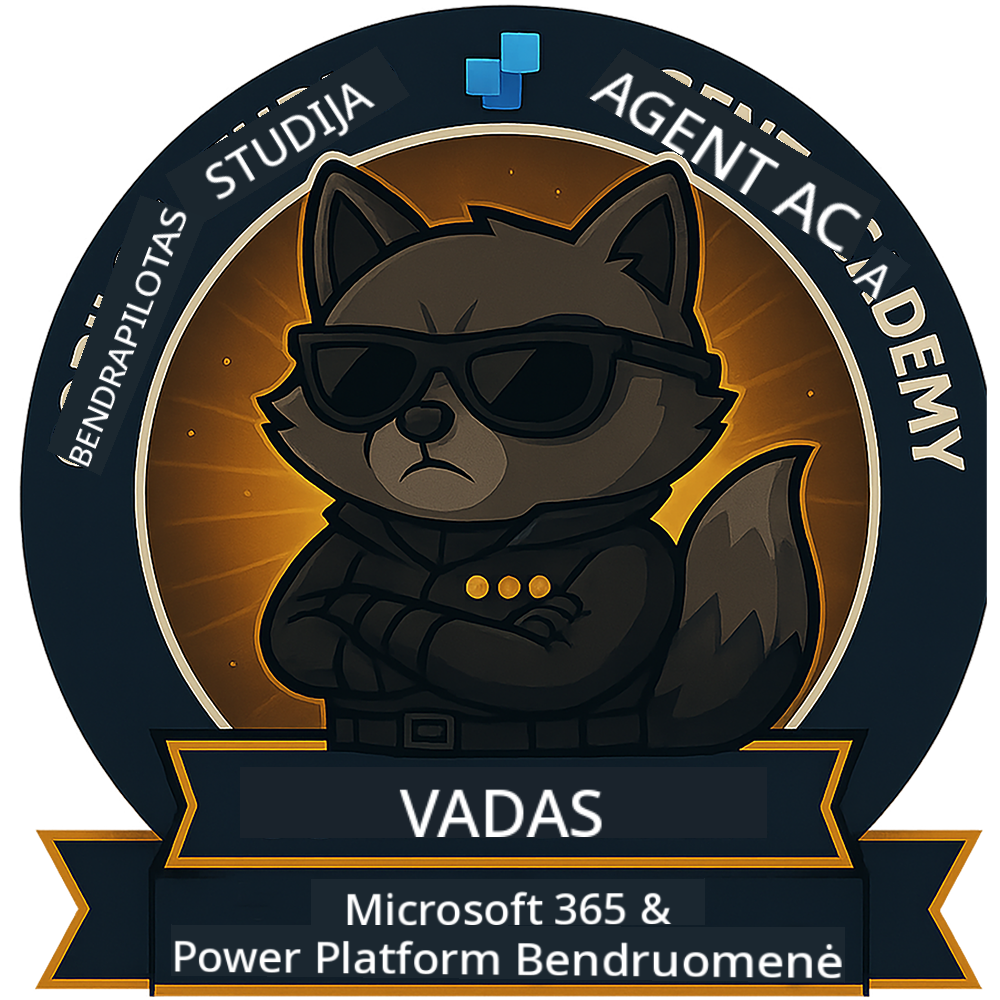 BENDRAPILOTAS STUDIJA
AGENT ACADEMY
VADAS
Microsoft 365 &
Power Platform Bendruomenė